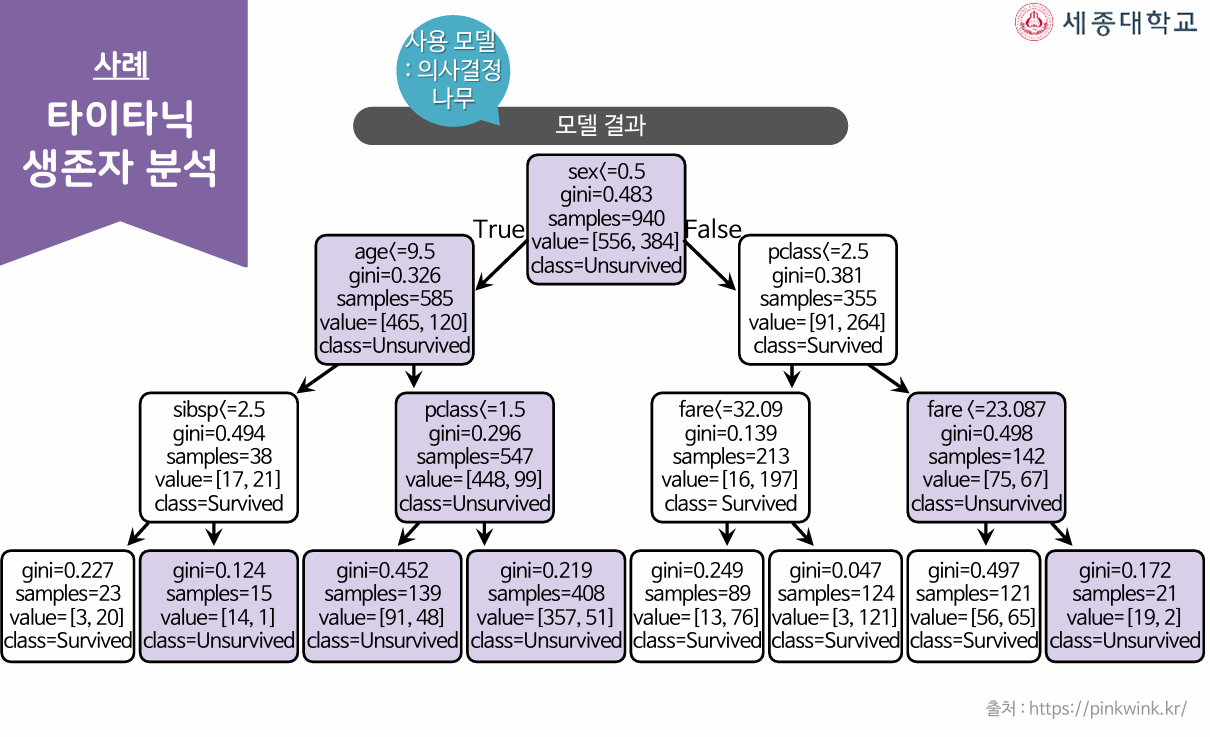 세종대학교
사례
타이타닉
생존자 분석
사용 모델
: 의사결정
나무
모델 결과
sex<=0.5
gini=0.483
samples=940
value=[556, 384]
class=Unsurvived
True
False
age<=9.5
gini=0.326
samples=585
value=[465, 120]
class=Unsurvived
pclass<=2.5
gini=0.381
samples=355
value=[91, 264]
class=Survived
sibsp<=2.5
gini=0.494
samples=38
value=[17, 21]
class=Survived
pclass<=1.5
gini=0.296
samples=547
value=[448, 99]
class=Unsurvived
fare<=32.09
gini=0.139
samples=213
value=[16, 197]
class= Survived
fare <=23.087
gini=0.498
samples=142
value=[75, 67]
class=Unsurvived
gini=0.227
samples=23
value=[3, 20]
class=Survived
gini=0.124
samples=15
value=[14, 1]
class=Unsurvived
gini=0.452
samples=139
value=[91, 48]
class=Unsurvived
gini=0.219
samples=408
value=[357, 51]
class=Unsurvived
gini=0.249
samples=89
value=[13, 76]
class=Survived
gini=0.047
samples=124
value=[3, 121]
class=Survived
gini=0.497
samples=121
value=[56, 65]
class=Survived
gini=0.172
samples=21
value=[19, 2]
class=Unsurvived
출처 : https://pinkwink.kr/